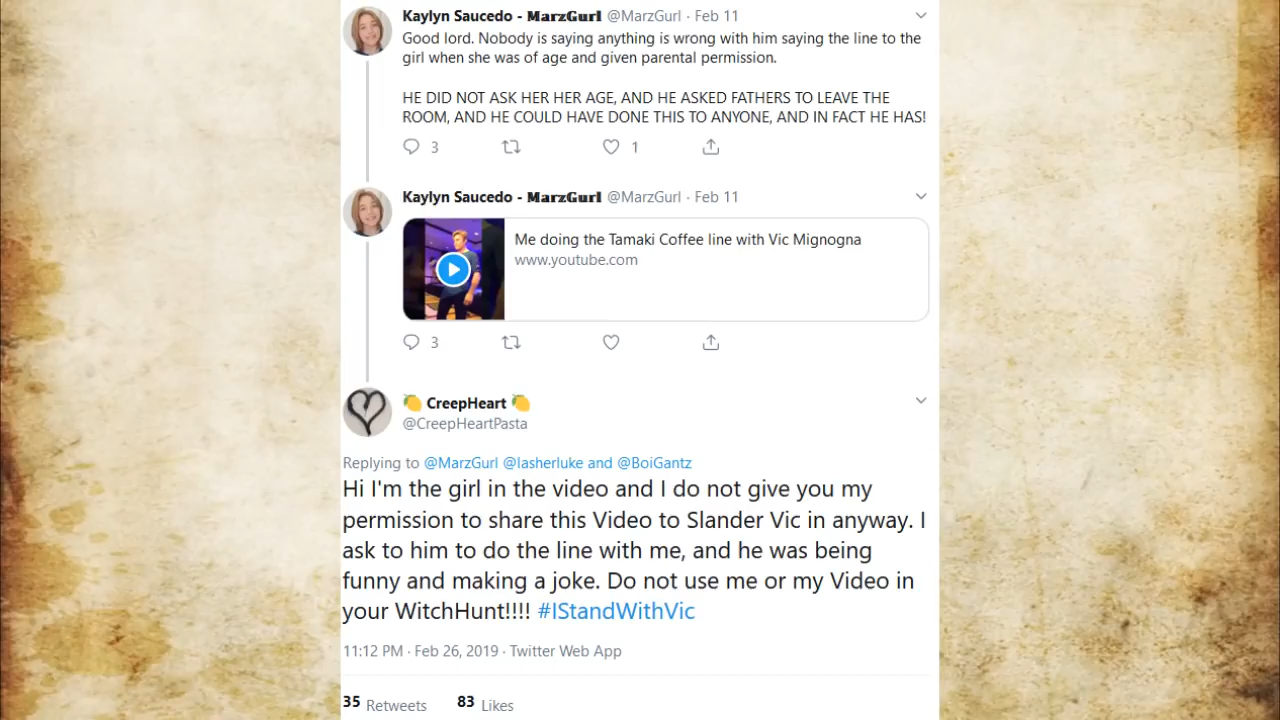 Kaylyn Saucedo - MarzGurl @MarzGurl · Feb 11
Good lord. Nobody is saying anything is wrong with him saying the line to the
girl when she was of age and given parental permission.
HE DID NOT ASK HER HER AGE, AND HE ASKED FATHERS TO LEAVE THE
ROOM, AND HE COULD HAVE DONE THIS TO ANYONE, AND IN FACT HE HAS!
3 1
Kaylyn Saucedo - MarzGurl @MarzGurl · Feb 11
Me doing the Tamaki Coffee line with Vic Mignogna
www.youtube.com
3
🍋 CreepHeart 🍋
@CreepHeartPasta
Replying to @MarzGurl @lasherluke and @BoiGantz
Hi I'm the girl in the video and I do not give you my
permission to share this Video to Slander Vic in anyway. I
ask to him to do the line with me, and he was being
funny and making a joke. Do not use me or my Video in
your WitchHunt!!!! #IStandWithVic
11:12 PM · Feb 26, 2019 · Twitter Web App
35 Retweets 83 Likes